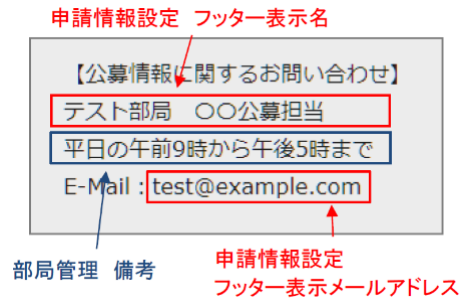 申請情報設定 フッター表示名
【公募情報に関するお問い合わせ】
テスト部局 〇〇公募担当
平日の午前9時から午後5時まで
E-Mail：test@example.com
部局管理 備考
申請情報設定
フッター表示メールアドレス